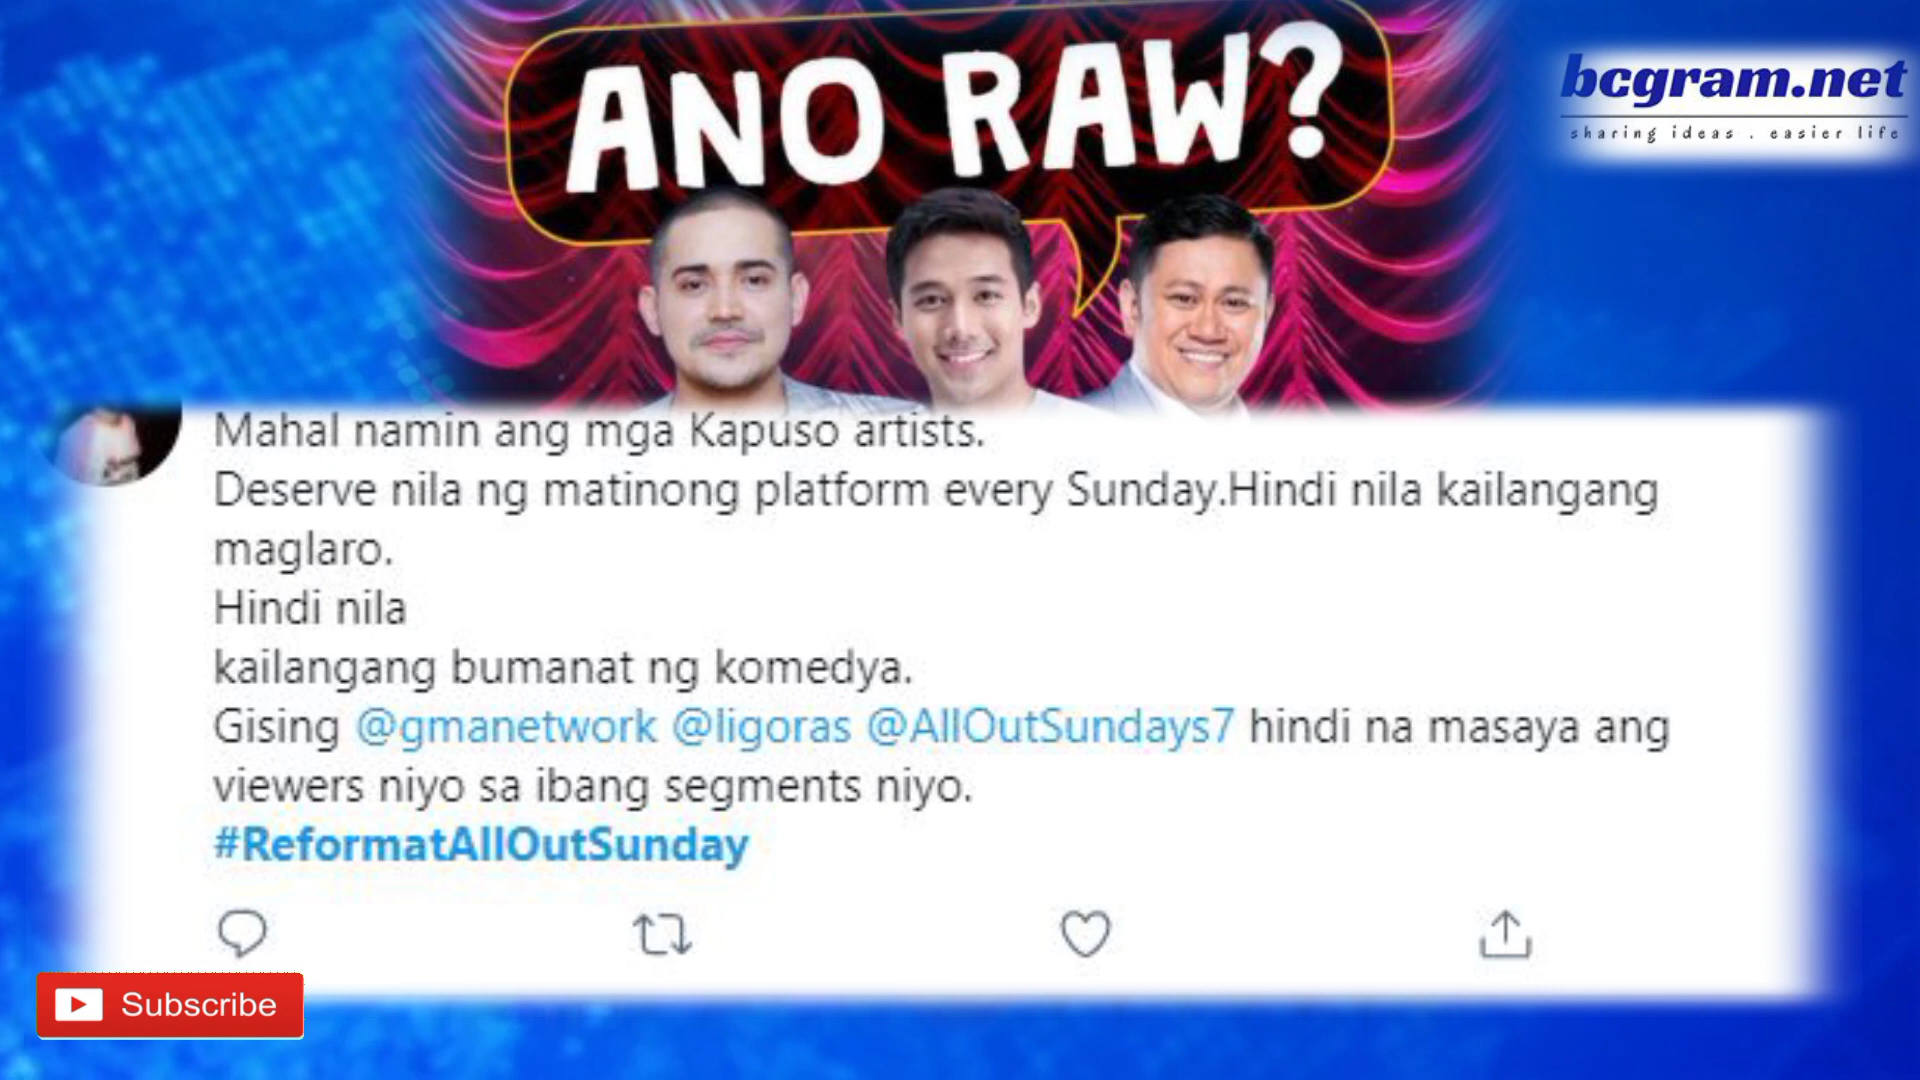 ANO RAW?
bcgram.net
sharing ideas . easier life
Mahal namin ang mga Kapuso artists.
Deserve nila ng matinong platform every Sunday.Hindi nila kailangang
maglaro.
Hindi nila
kailangang bumanat ng komedya.
Gising @gmanetwork @ligoras @AllOutSundays7 hindi na masaya ang
viewers niyo sa ibang segments niyo.
#ReformatAllOutSunday
Subscribe